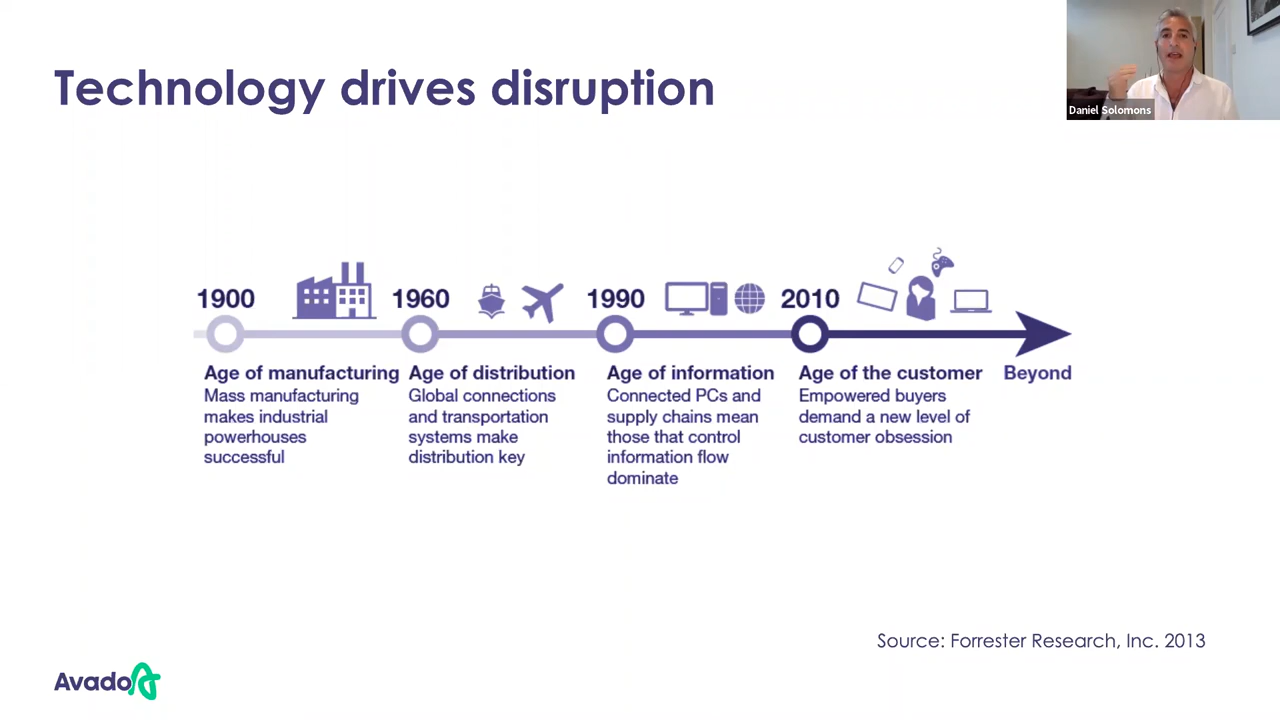 Technology drives disruption
Daniel Solomons
1900
1960
1990
2010
Age of manufacturing
Mass manufacturing
makes industrial
powerhouses
successful
Age of distribution
Global connections
and transportation
systems make
distribution key
Age of information
Connected PCs and
supply chains mean
those that control
information flow
dominate
Age of the customer
Empowered buyers
demand a new level of
customer obsession
Beyond
Source: Forrester Research, Inc. 2013
Avado